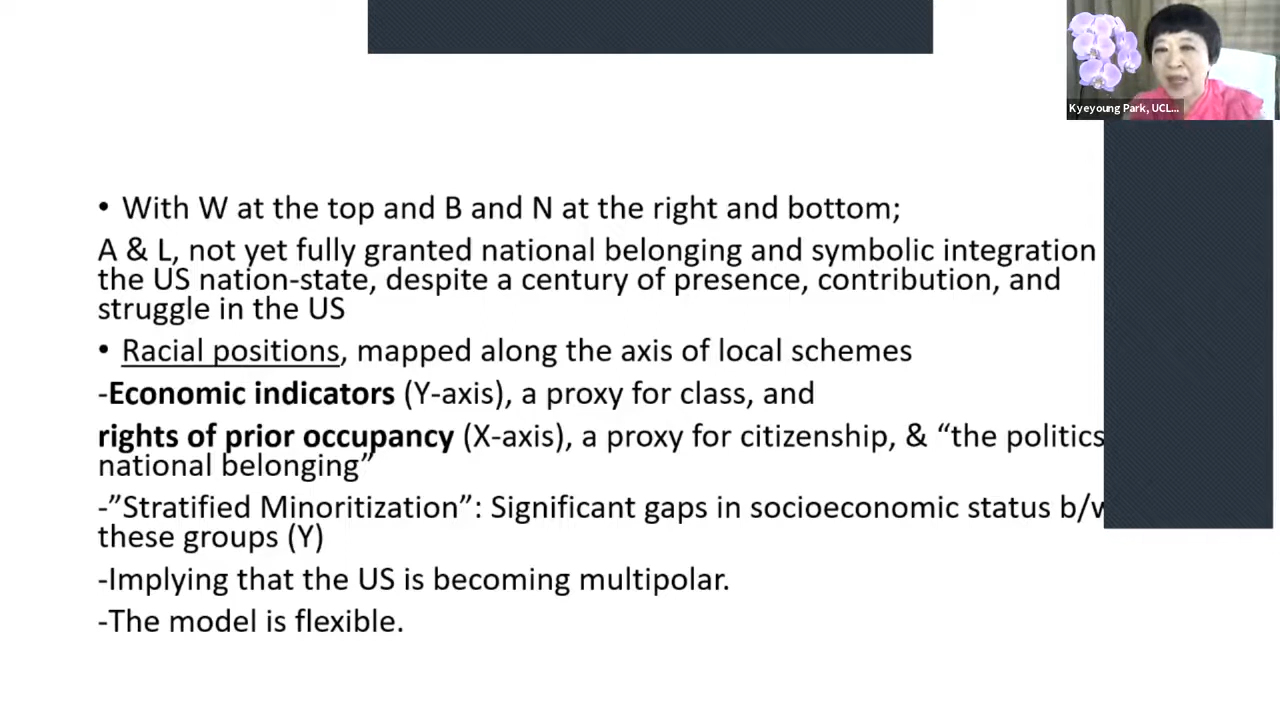 Kyeyoung Park, UCL...
• With W at the top and B and N at the right and bottom;
A & L, not yet fully granted national belonging and symbolic integration
the US nation-state, despite a century of presence, contribution, and
struggle in the US
• Racial positions, mapped along the axis of local schemes
-Economic indicators (Y-axis), a proxy for class, and
rights of prior occupancy (X-axis), a proxy for citizenship, & “the politics
national belonging”
-”Stratified Minoritization”: Significant gaps in socioeconomic status
these groups (Y)
-Implying that the US is becoming multipolar.
-The model is flexible.